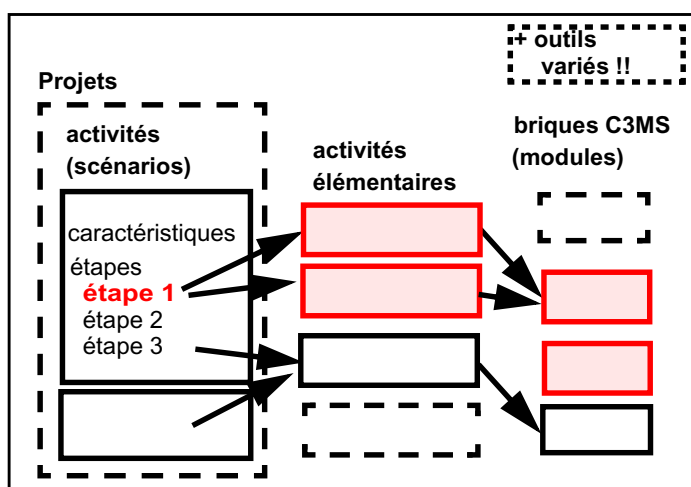 + outils
variés !!
Projets
activités
(scénarios)
activités
élémentaires
briques C3MS
(modules)
caractéristiques
étapes
étape 1
étape 2
étape 3